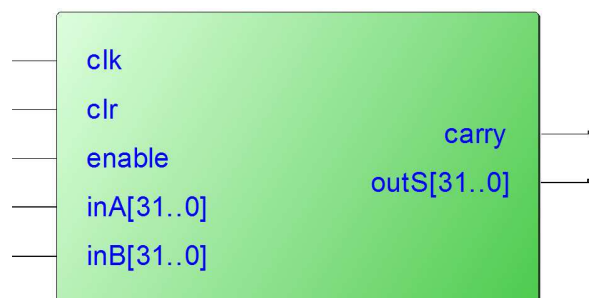 clk
clr
enable
inA[31..0]
inB[31..0]
carry
outS[31..0]